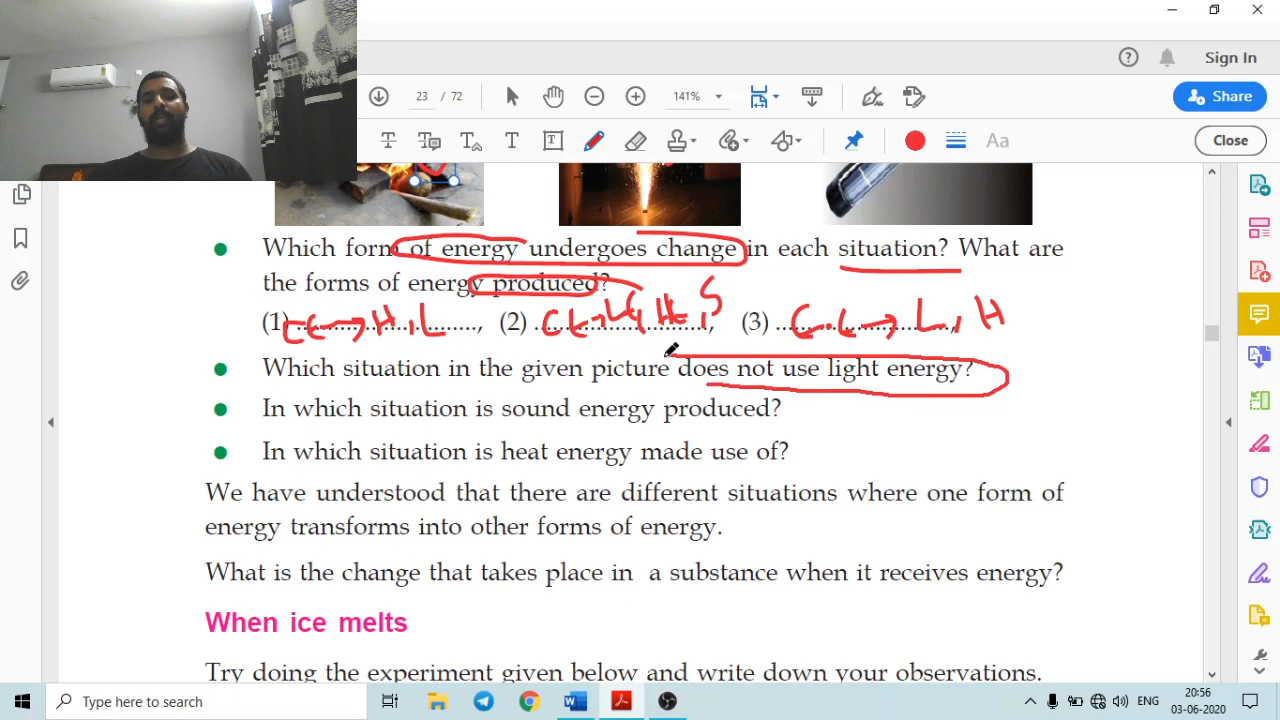 Sign In
23 / 72
141%
Share
Aa
Close
Which form of energy undergoes change in each situation? What are
the forms of energy produced?
(1) .............................., (2) .............................., (3) ..............................,
H, L
S
L, H
Which situation in the given picture does not use light energy?
In which situation is sound energy produced?
In which situation is heat energy made use of?
We have understood that there are different situations where one form of
energy transforms into other forms of energy.
What is the change that takes place in a substance when it receives energy?
When ice melts
Try doing the experiment given below and write down your observations.
Type here to search
ENG
20:56
03-06-2020